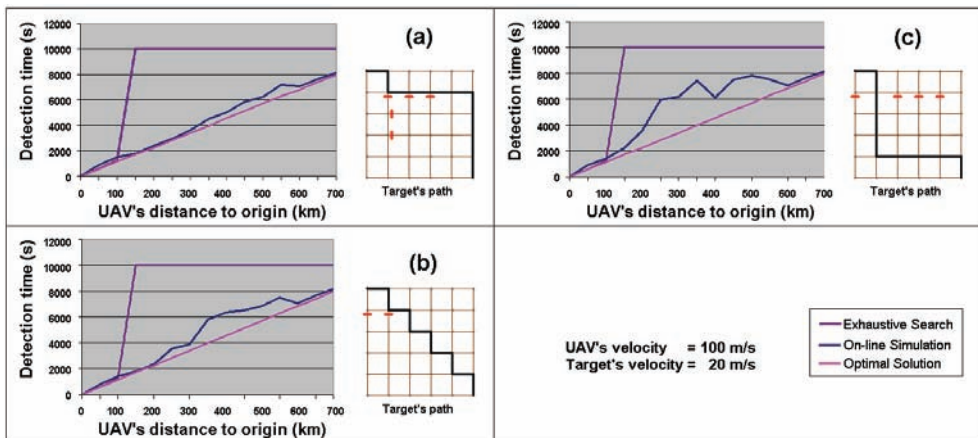 (a)
Detection time (s)
12000
10000
8000
6000
4000
2000
0
0 100 200 300 400 500 600 700
UAV's distance to origin (km)
Target's path
(c)
Detection time (s)
12000
10000
8000
6000
4000
2000
0
0 100 200 300 400 500 600 700
UAV's distance to origin (km)
Target's path
(b)
Detection time (s)
12000
10000
8000
6000
4000
2000
0
0 100 200 300 400 500 600 700
UAV's distance to origin (km)
Target's path
UAV's velocity = 100 m/s
Target's velocity = 20 m/s
Exhaustive Search
On-line Simulation
Optimal Solution